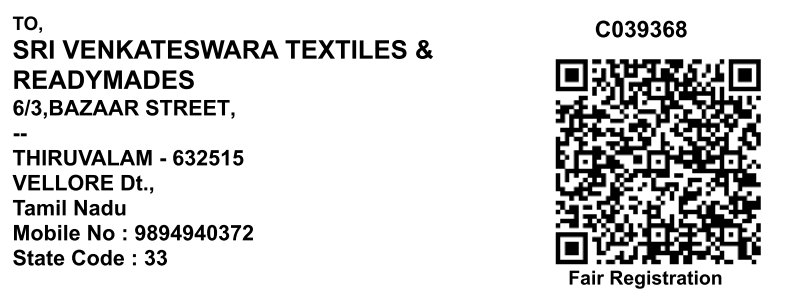 TO,
SRI VENKATESWARA TEXTILES &
READYMADES
6/3,BAZAAR STREET,
--
THIRUVALAM - 632515
VELLORE Dt.,
Tamil Nadu
Mobile No : 9894940372
State Code : 33
C039368
Fair Registration